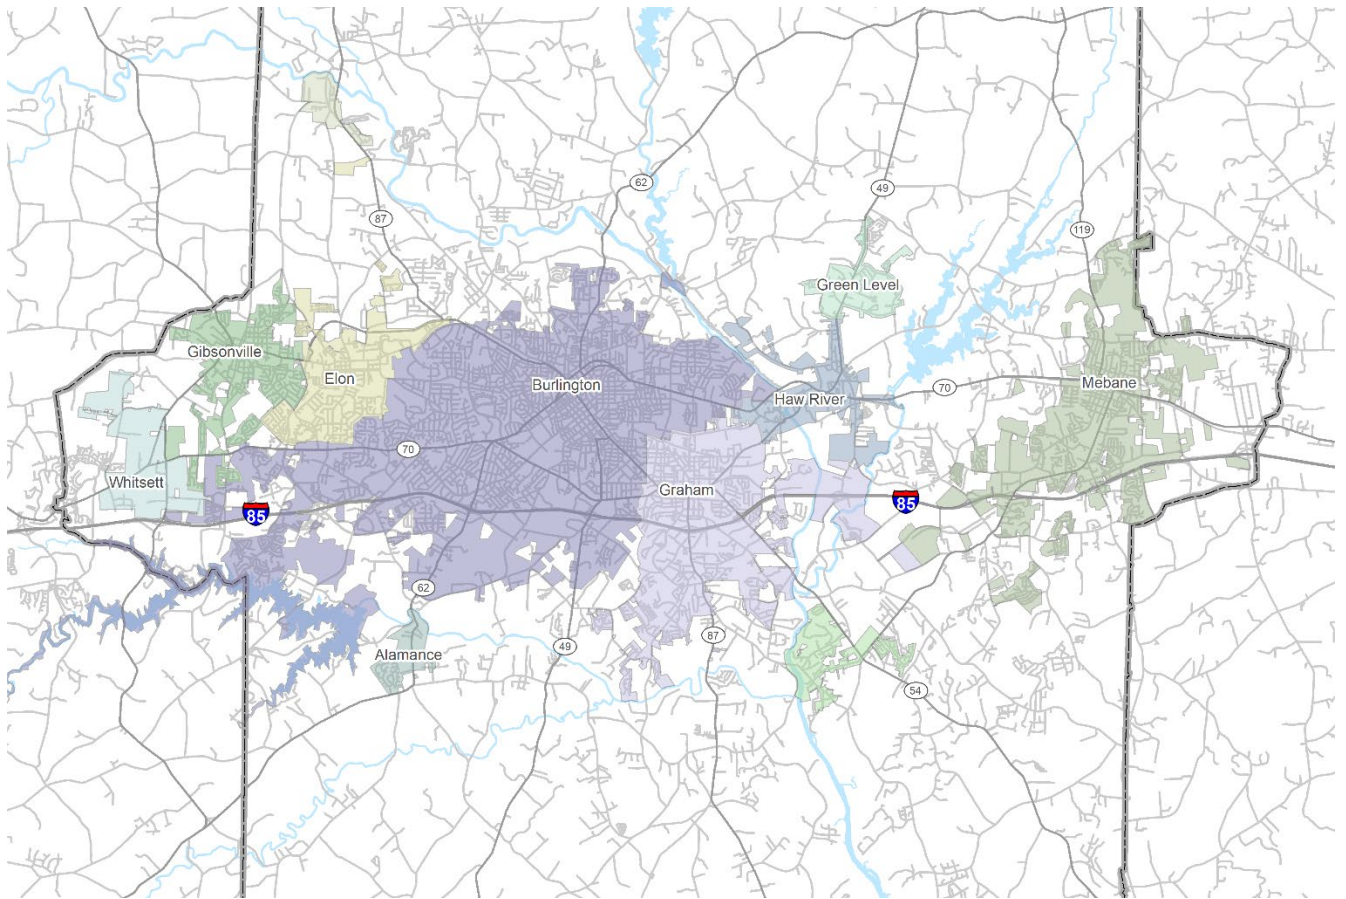 62
49
87
119
Green Level
Gibsonville
Elon
Burlington
Mebane
70
Haw River
70
Whitsett
Graham
85
85
62
87
49
Alamance
54